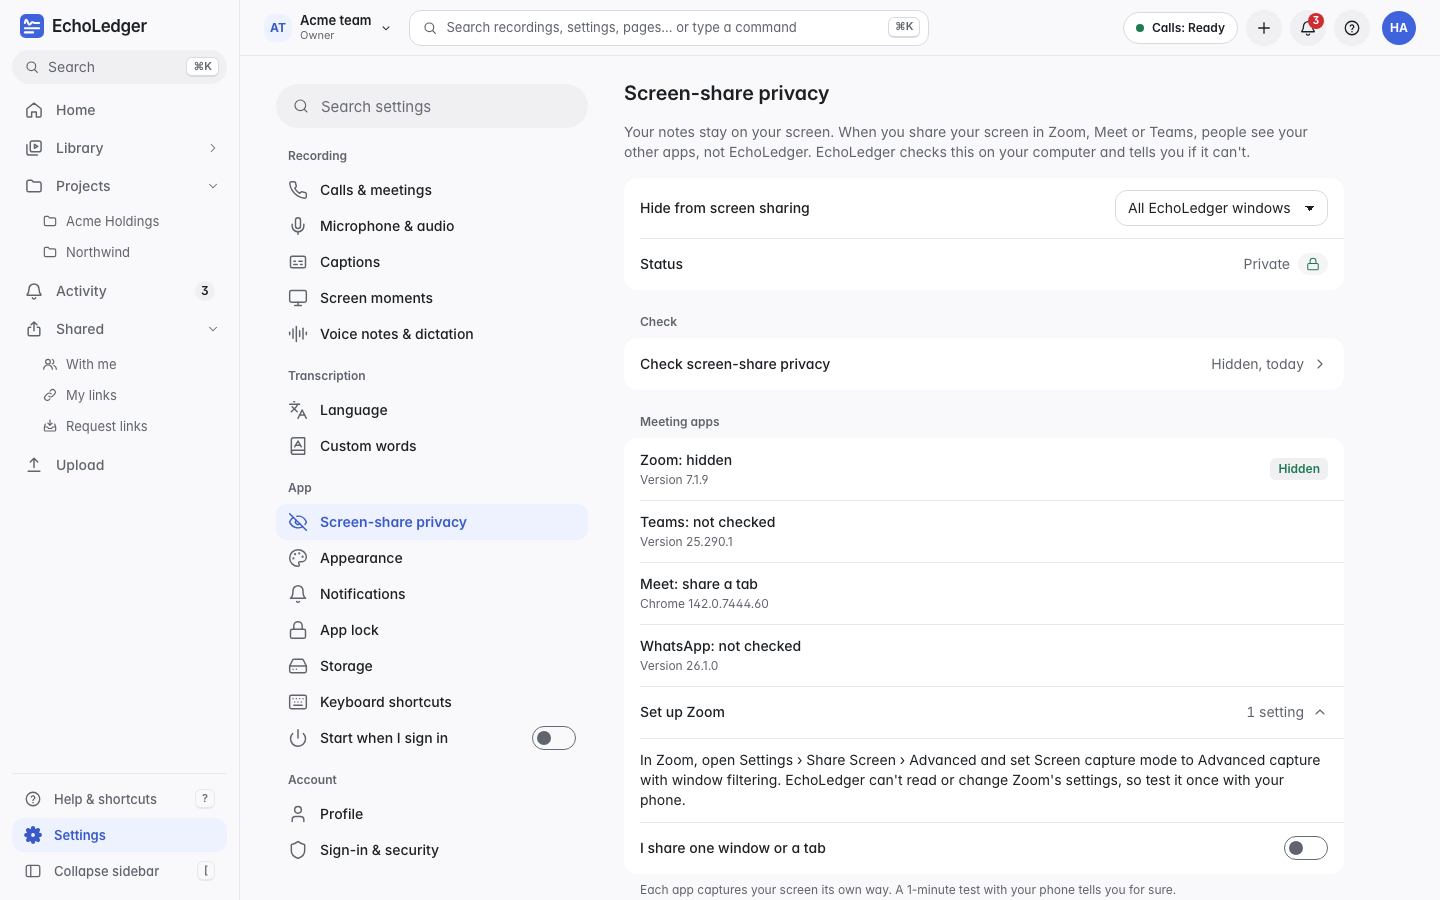 EchoLedger
Search ⌘K
Home
Library
Projects
Acme Holdings
Northwind
Activity 3
Shared
With me
My links
Request links
Upload
Help & shortcuts ?
Settings
Collapse sidebar [
AT Acme team
Owner
Search recordings, settings, pages... or type a command ⌘K
Calls: Ready
3
HA
Search settings
Recording
Calls & meetings
Microphone & audio
Captions
Screen moments
Voice notes & dictation
Transcription
Language
Custom words
App
Screen-share privacy
Appearance
Notifications
App lock
Storage
Keyboard shortcuts
Start when I sign in
Account
Profile
Sign-in & security
Screen-share privacy
Your notes stay on your screen. When you share your screen in Zoom, Meet or Teams, people see your
other apps, not EchoLedger. EchoLedger checks this on your computer and tells you if it can't.
Hide from screen sharing All EchoLedger windows
Status Private
Check
Check screen-share privacy Hidden, today
Meeting apps
Zoom: hidden
Version 7.1.9
Hidden
Teams: not checked
Version 25.290.1
Meet: share a tab
Chrome 142.0.7444.60
WhatsApp: not checked
Version 26.1.0
Set up Zoom 1 setting
In Zoom, open Settings › Share Screen › Advanced and set Screen capture mode to Advanced capture
with window filtering. EchoLedger can't read or change Zoom's settings, so test it once with your
phone.
I share one window or a tab
Each app captures your screen its own way. A 1-minute test with your phone tells you for sure.